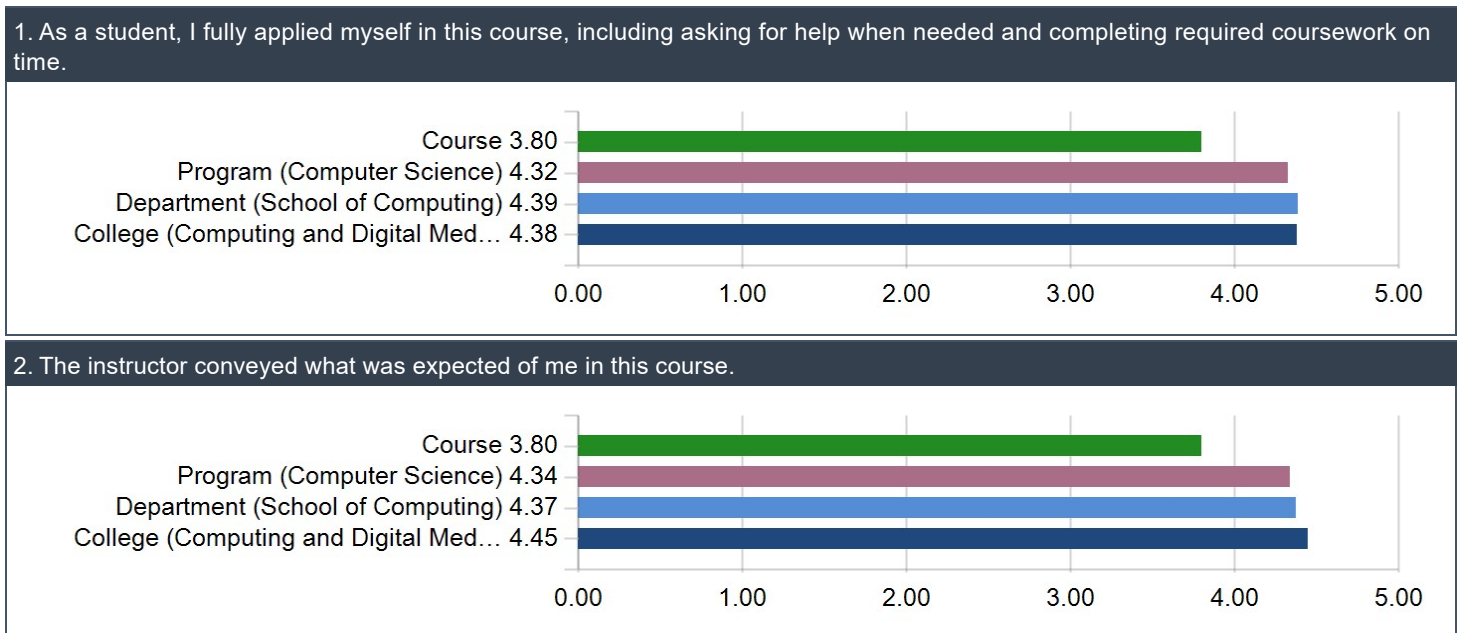 1. As a student, I fully applied myself in this course, including asking for help when needed and completing required coursework on
time.
Course 3.80
Program (Computer Science) 4.32
Department (School of Computing) 4.39
College (Computing and Digital Med... 4.38
0.00 1.00 2.00 3.00 4.00 5.00
2. The instructor conveyed what was expected of me in this course.
Course 3.80
Program (Computer Science) 4.34
Department (School of Computing) 4.37
College (Computing and Digital Med... 4.45
0.00 1.00 2.00 3.00 4.00 5.00